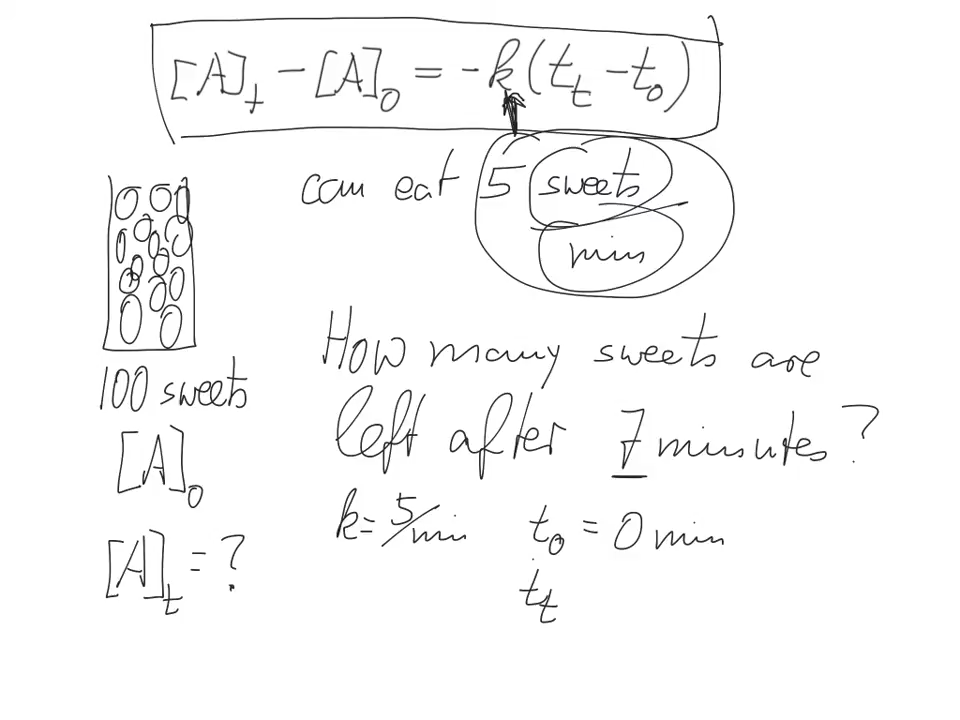 [A]t - [A]0 = -k(tt - t0)
can eat 5 sweets
min
How many sweets are
left after 7 minutes?
100 sweets
[A]0
k = 5/min t0 = 0 min
[A]t = ?
tt